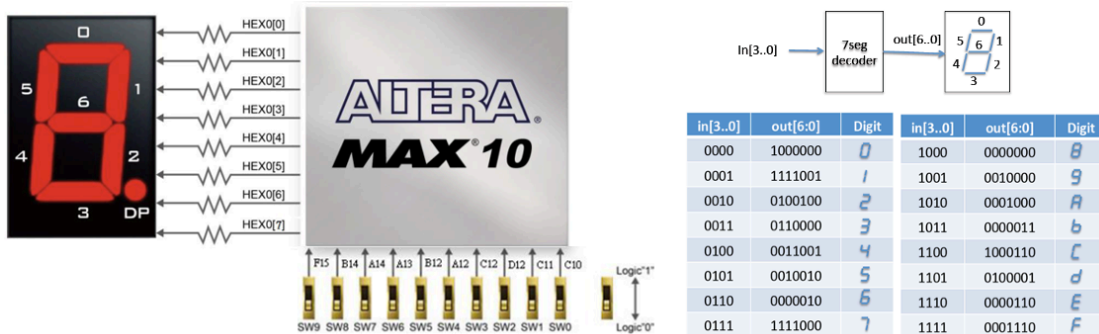 0
5
6
1
4
2
3
DP
HEX0[0]
HEX0[1]
HEX0[2]
HEX0[3]
HEX0[4]
HEX0[5]
HEX0[6]
HEX0[7]
ALTERA®
MAX® 10
F15 B14 A14 A13 B12 A12 C12 D12 C11 C10
SW9 SW8 SW7 SW6 SW5 SW4 SW3 SW2 SW1 SW0
Logic"1"
Logic"0"
In[3..0]
7seg
decoder
out[6..0]
0
5 6 1
4 2
3
in[3..0] out[6:0] Digit
0000 1000000 0
0001 1111001 1
0010 0100100 2
0011 0110000 3
0100 0011001 4
0101 0010010 5
0110 0000010 6
0111 1111000 7
in[3..0] out[6:0] Digit
1000 0000000 8
1001 0010000 9
1010 0001000 A
1011 0000011 b
1100 1000110 C
1101 0100001 d
1110 0000110 E
1111 0001110 F